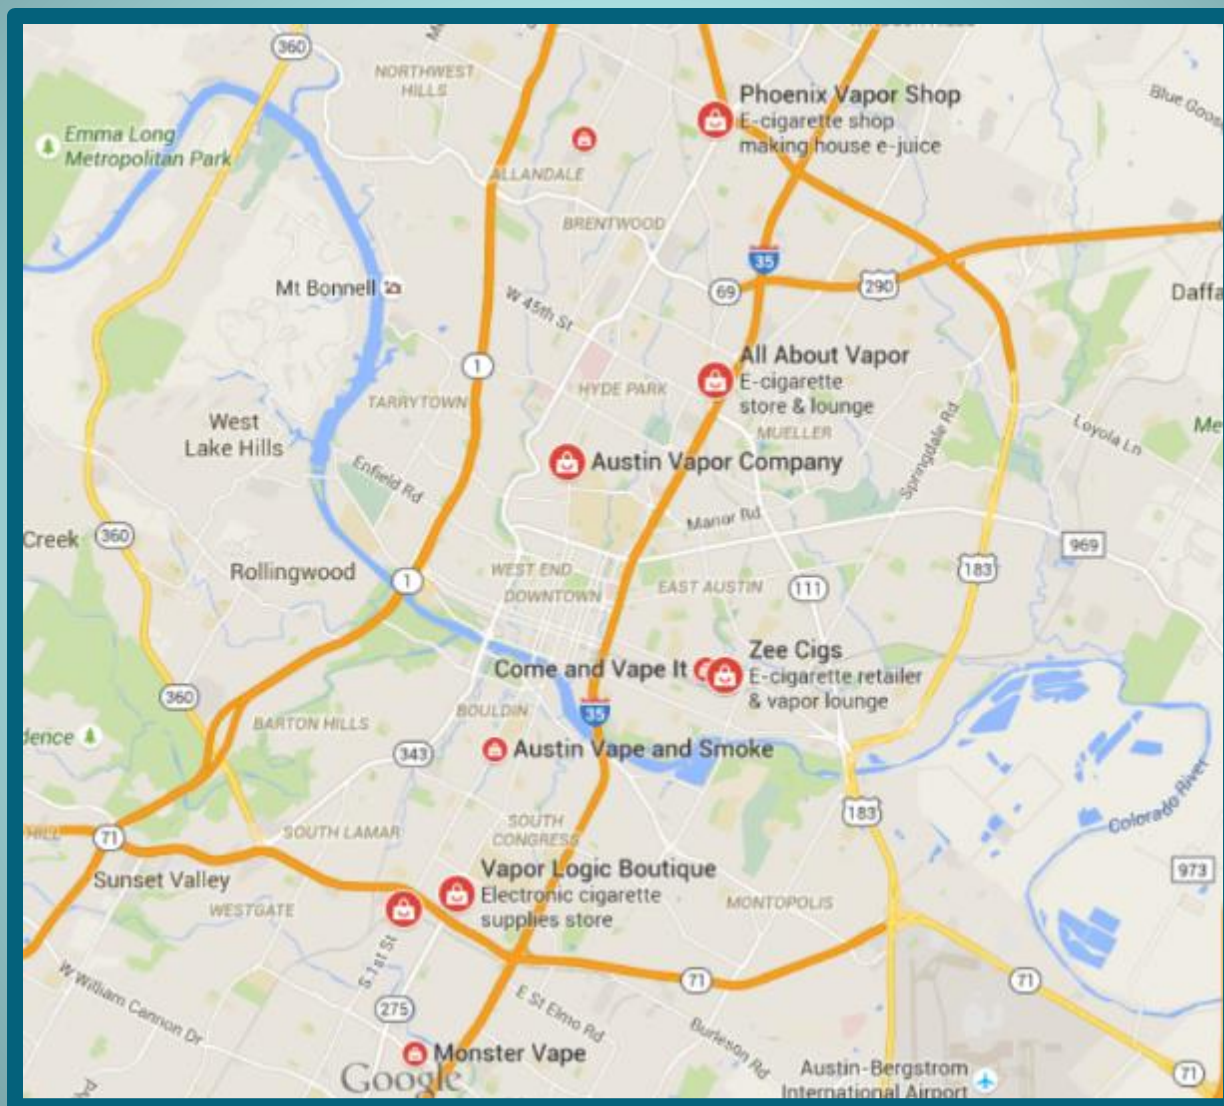 360
NORTHWEST
HILLS
Phoenix Vapor Shop
E-cigarette shop
making house e-juice
Emma Long
Metropolitan Park
ALLANDALE
BRENTWOOD
35
Mt Bonnell
69
290
W 45th St
Daffa
All About Vapor
E-cigarette
store & lounge
1
HYDE PARK
TARRYTOWN
West
Lake Hills
MUELLER
Springdale Rd
Loyola Ln
Me
Enfield Rd
Austin Vapor Company
Manor Rd
Creek
360
969
Rollingwood
1
WEST END
DOWNTOWN
EAST AUSTIN
111
183
Come and Vape It
Zee Cigs
E-cigarette retailer
& vapor lounge
360
BARTON HILLS
BOULDIN
35
dence
343
Austin Vape and Smoke
183
Colorado River
HILL
71
SOUTH LAMAR
SOUTH
CONGRESS
Sunset Valley
WESTGATE
Vapor Logic Boutique
Electronic cigarette
supplies store
MONTOPOLIS
973
S 1st St
71
71
W William Cannon Dr
275
E St Elmo Rd
Burleson Rd
Monster Vape
Google
Austin-Bergstrom
International Airport
71